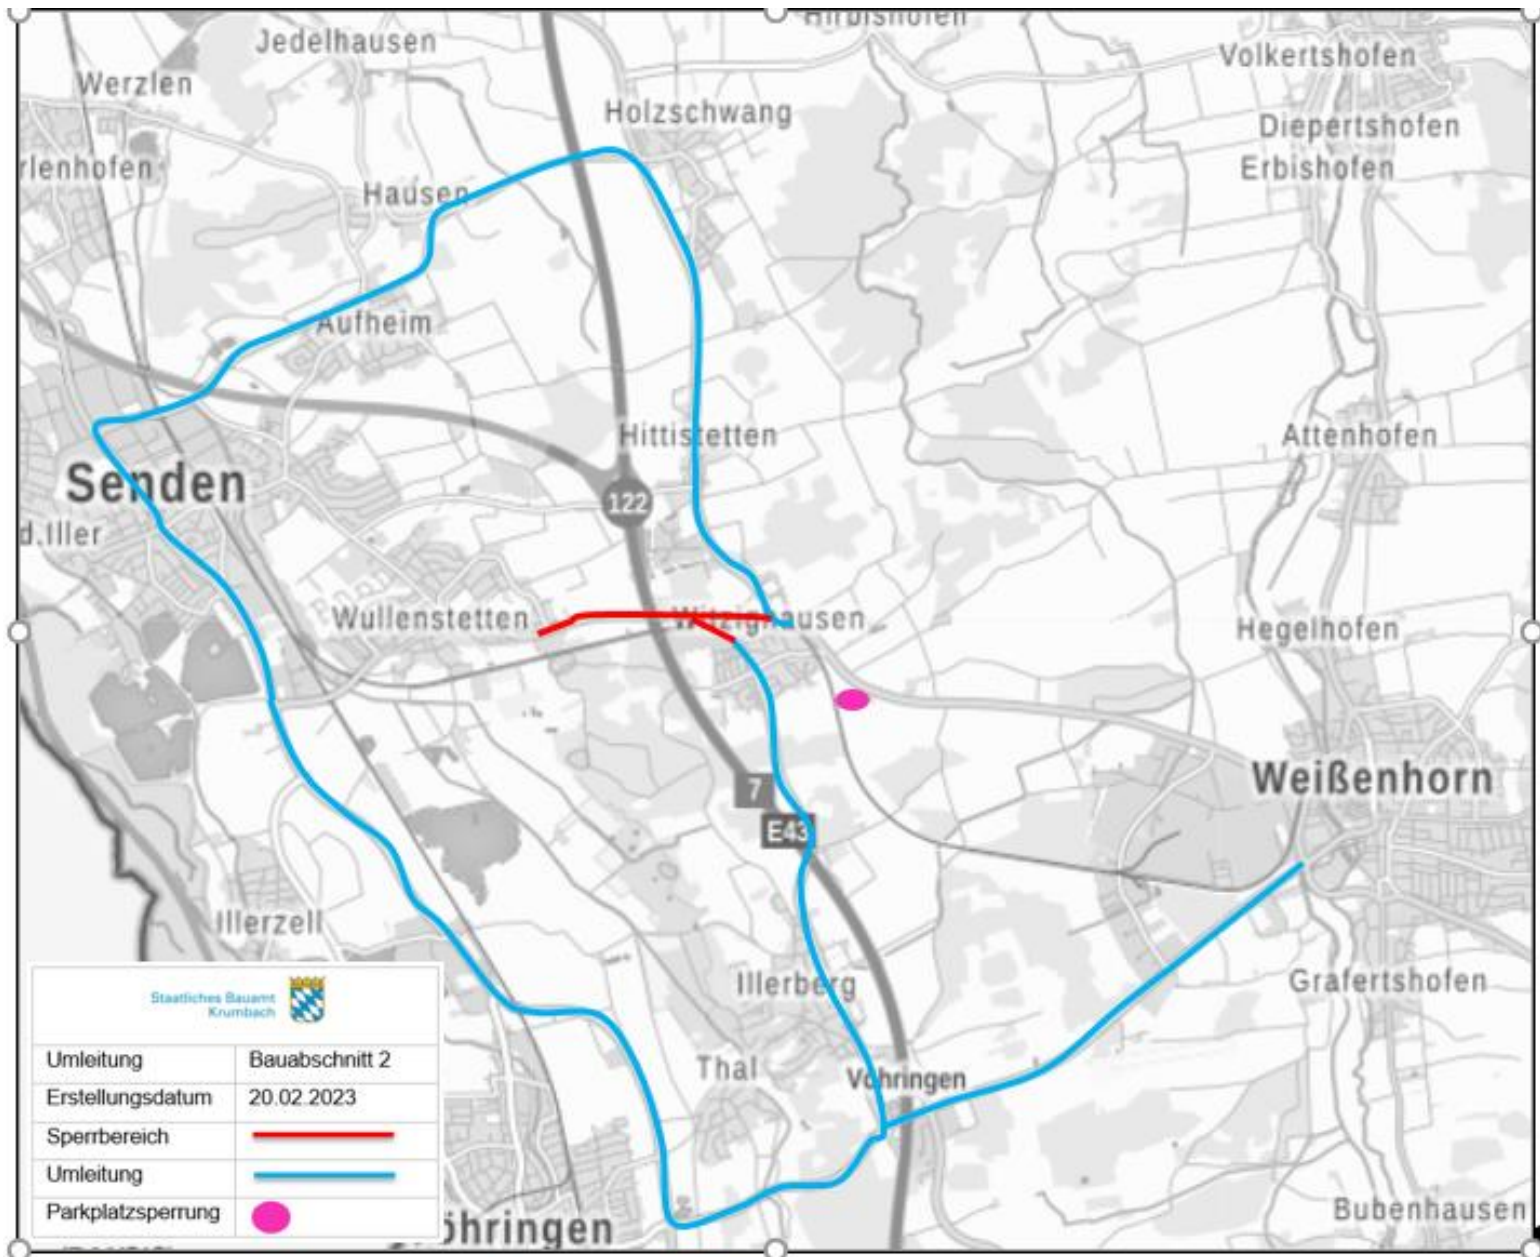 Hirbishofen
Jedelhausen
Volkertshofen
Werzlen
Holzschwang
Diepertshofen
rlenhofen
Erbishofen
Hausen
Aufheim
Hittistetten
Attenhofen
Senden
122
d.Iller
Wullenstetten
Witzighausen
Hegelhofen
7
Weißenhorn
E43
Illerzell
Illerberg
Grafertshofen
Thal
Vöhringen
Bubenhausen
öhringen
Staatliches Bauamt
Krumbach
Umleitung Bauabschnitt 2
Erstellungsdatum 20.02.2023
Sperrbereich
Umleitung
Parkplatzsperrung